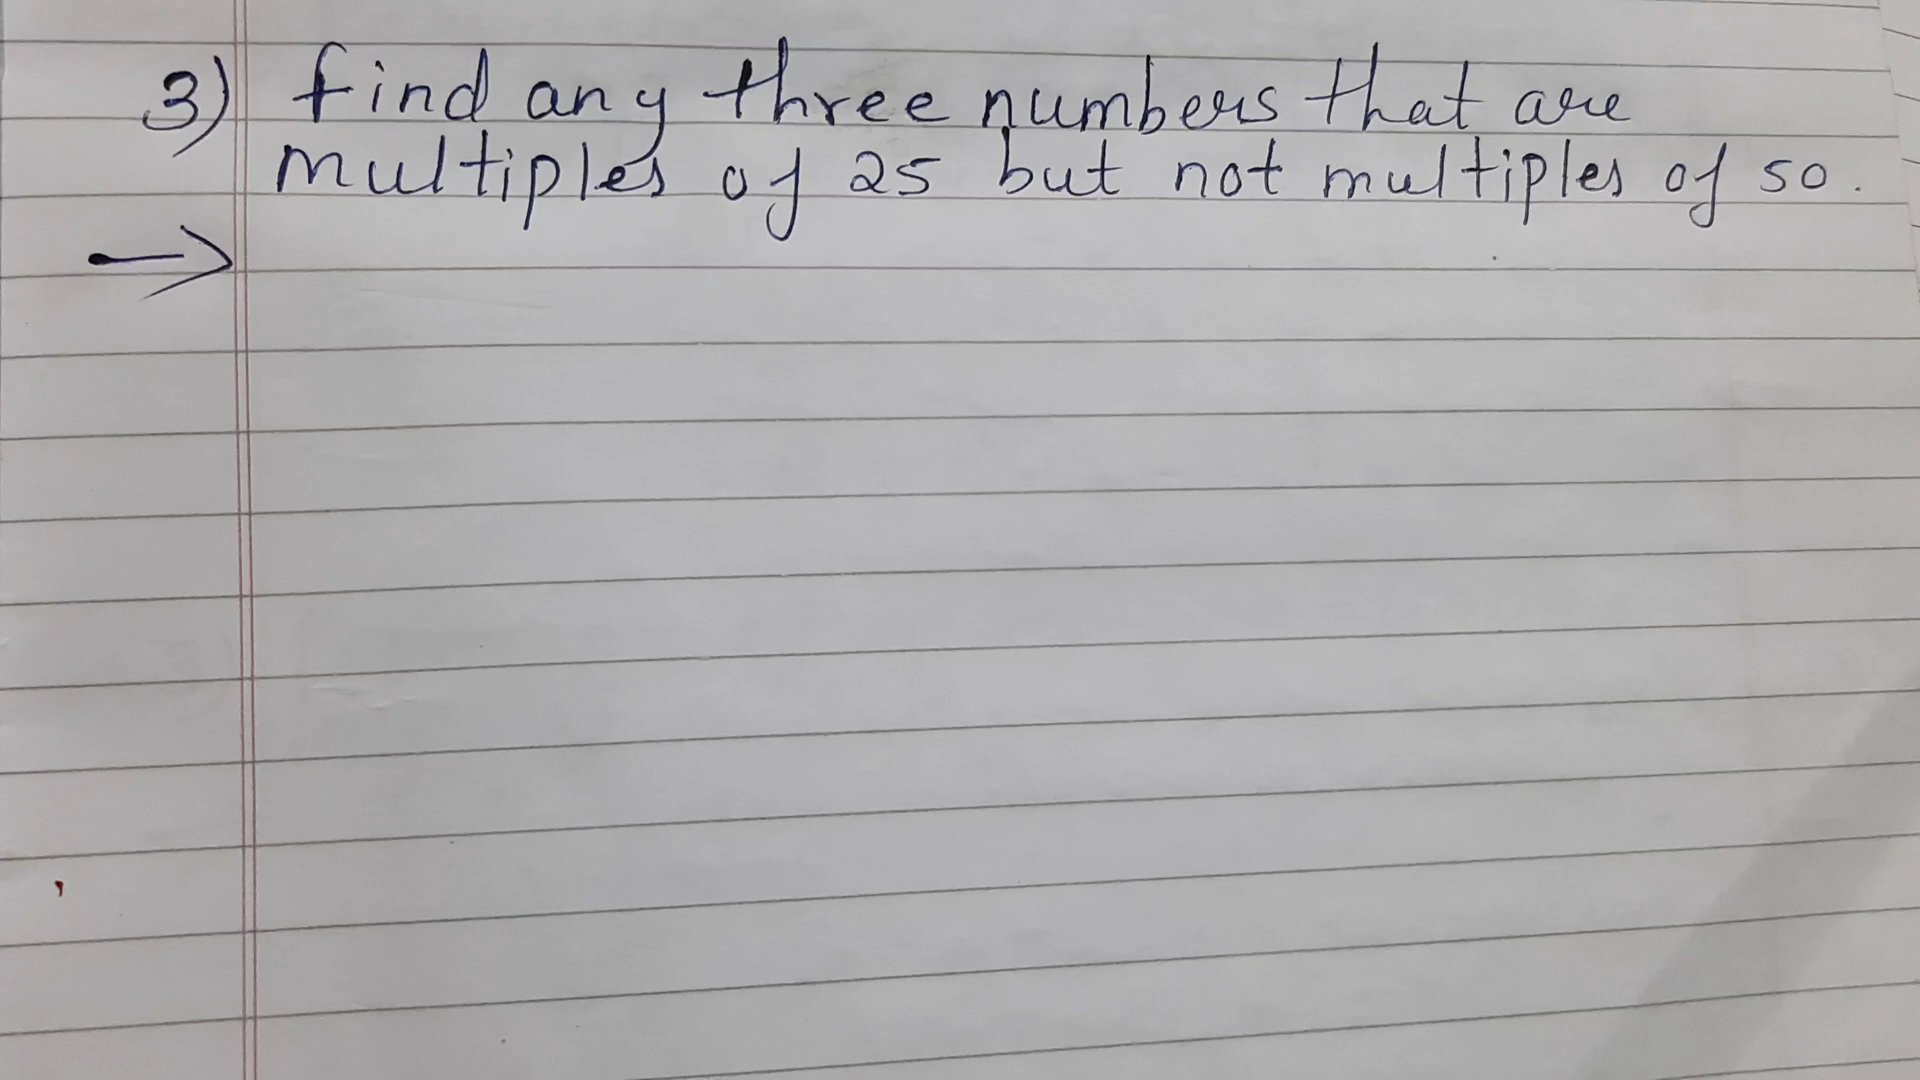 3) find any three numbers that are
multiples of 25 but not multiples of 50.
→